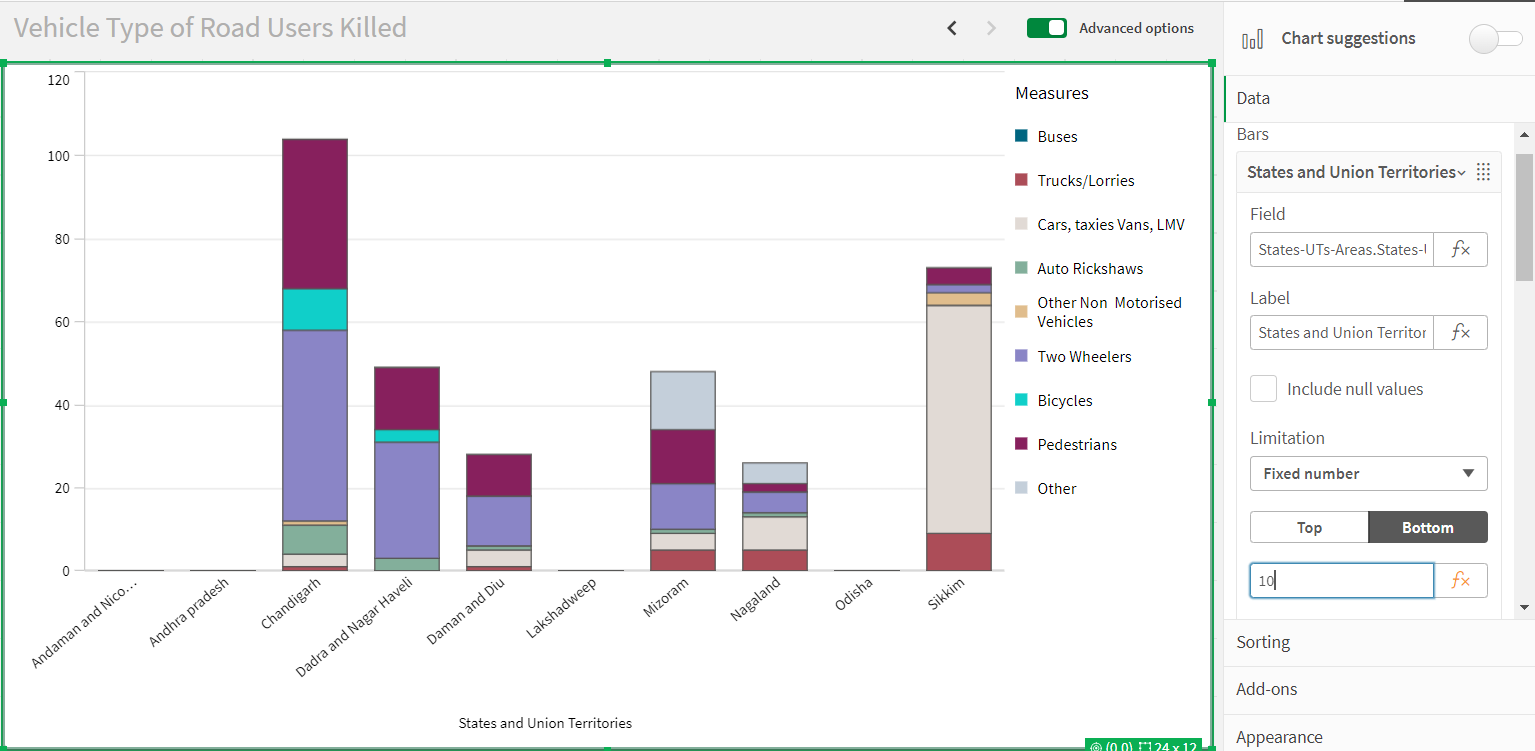 Vehicle Type of Road Users Killed
Advanced options
120
100
80
60
40
20
0
Andaman and Nico...
Andhra pradesh
Chandigarh
Dadra and Nagar Haveli
Daman and Diu
Lakshadweep
Mizoram
Nagaland
Odisha
Sikkim
States and Union Territories
Measures
Buses
Trucks/Lorries
Cars, taxies Vans, LMV
Auto Rickshaws
Other Non Motorised
Vehicles
Two Wheelers
Bicycles
Pedestrians
Other
(0,0) 24 x 12
Chart suggestions
Data
Bars
States and Union Territories
Field
States-UTs-Areas.States-U
fx
Label
States and Union Territor
fx
Include null values
Limitation
Fixed number
Top Bottom
10
fx
Sorting
Add-ons
Appearance